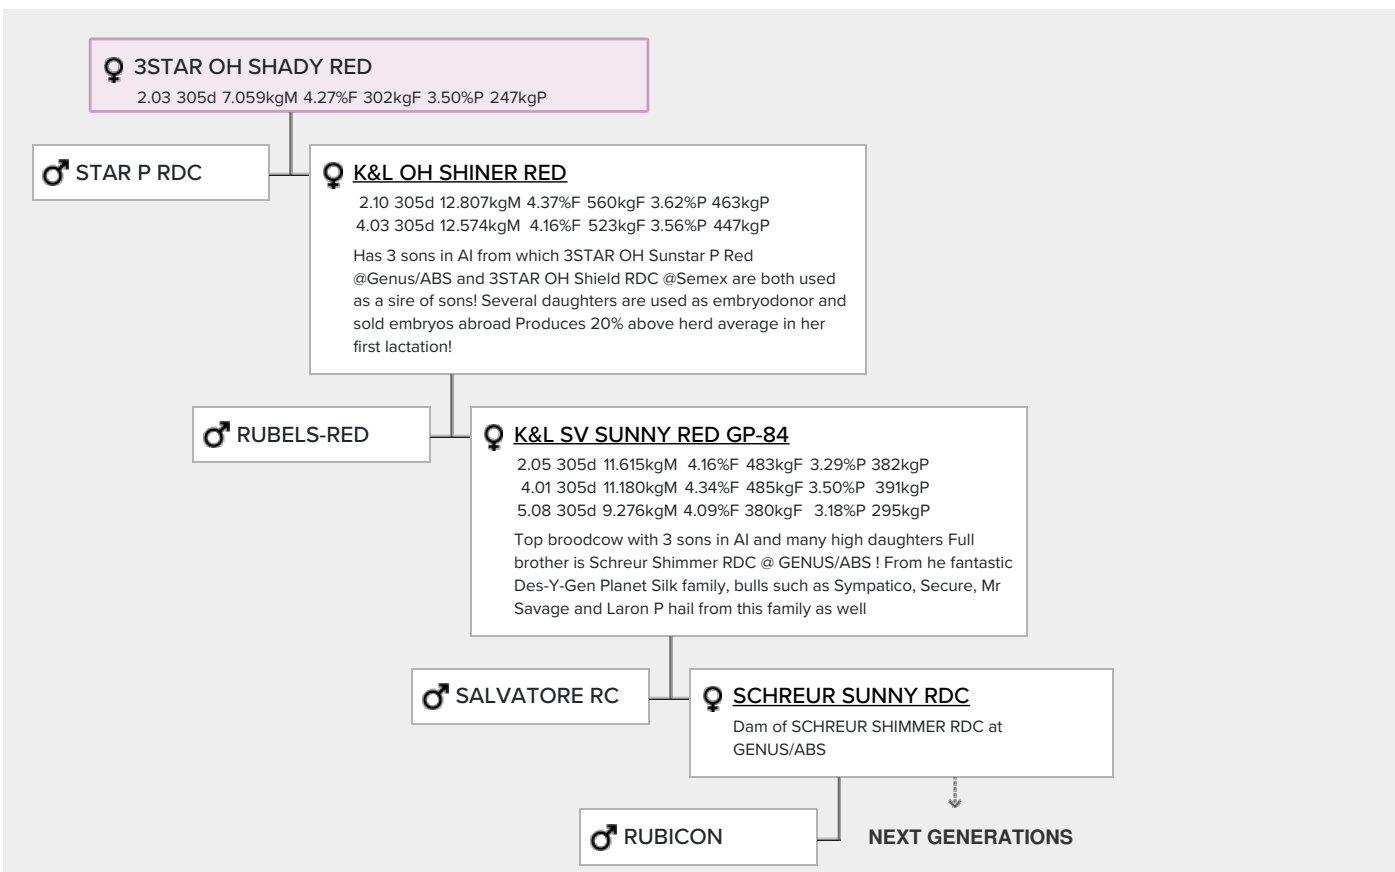 3STAR OH SHADY RED
2.03 305d 7.059kgM 4.27%F 302kgF 3.50%P 247kgP
STAR P RDC
K&L OH SHINER RED
2.10 305d 12.807kgM 4.37%F 560kgF 3.62%P 463kgP
4.03 305d 12.574kgM 4.16%F 523kgF 3.56%P 447kgP
Has 3 sons in AI from which 3STAR OH Sunstar P Red
@Genus/ABS and 3STAR OH Shield RDC @Semex are both used
as a sire of sons! Several daughters are used as embryodonor and
sold embryos abroad Produces 20% above herd average in her
first lactation!
RUBELS-RED
K&L SV SUNNY RED GP-84
2.05 305d 11.615kgM 4.16%F 483kgF 3.29%P 382kgP
4.01 305d 11.180kgM 4.34%F 485kgF 3.50%P 391kgP
5.08 305d 9.276kgM 4.09%F 380kgF 3.18%P 295kgP
Top broodcow with 3 sons in AI and many high daughters Full
brother is Schreur Shimmer RDC @ GENUS/ABS ! From he fantastic
Des-Y-Gen Planet Silk family, bulls such as Sympatico, Secure, Mr
Savage and Laron P hail from this family as well
SALVATORE RC
SCHREUR SUNNY RDC
Dam of SCHREUR SHIMMER RDC at
GENUS/ABS
RUBICON
NEXT GENERATIONS